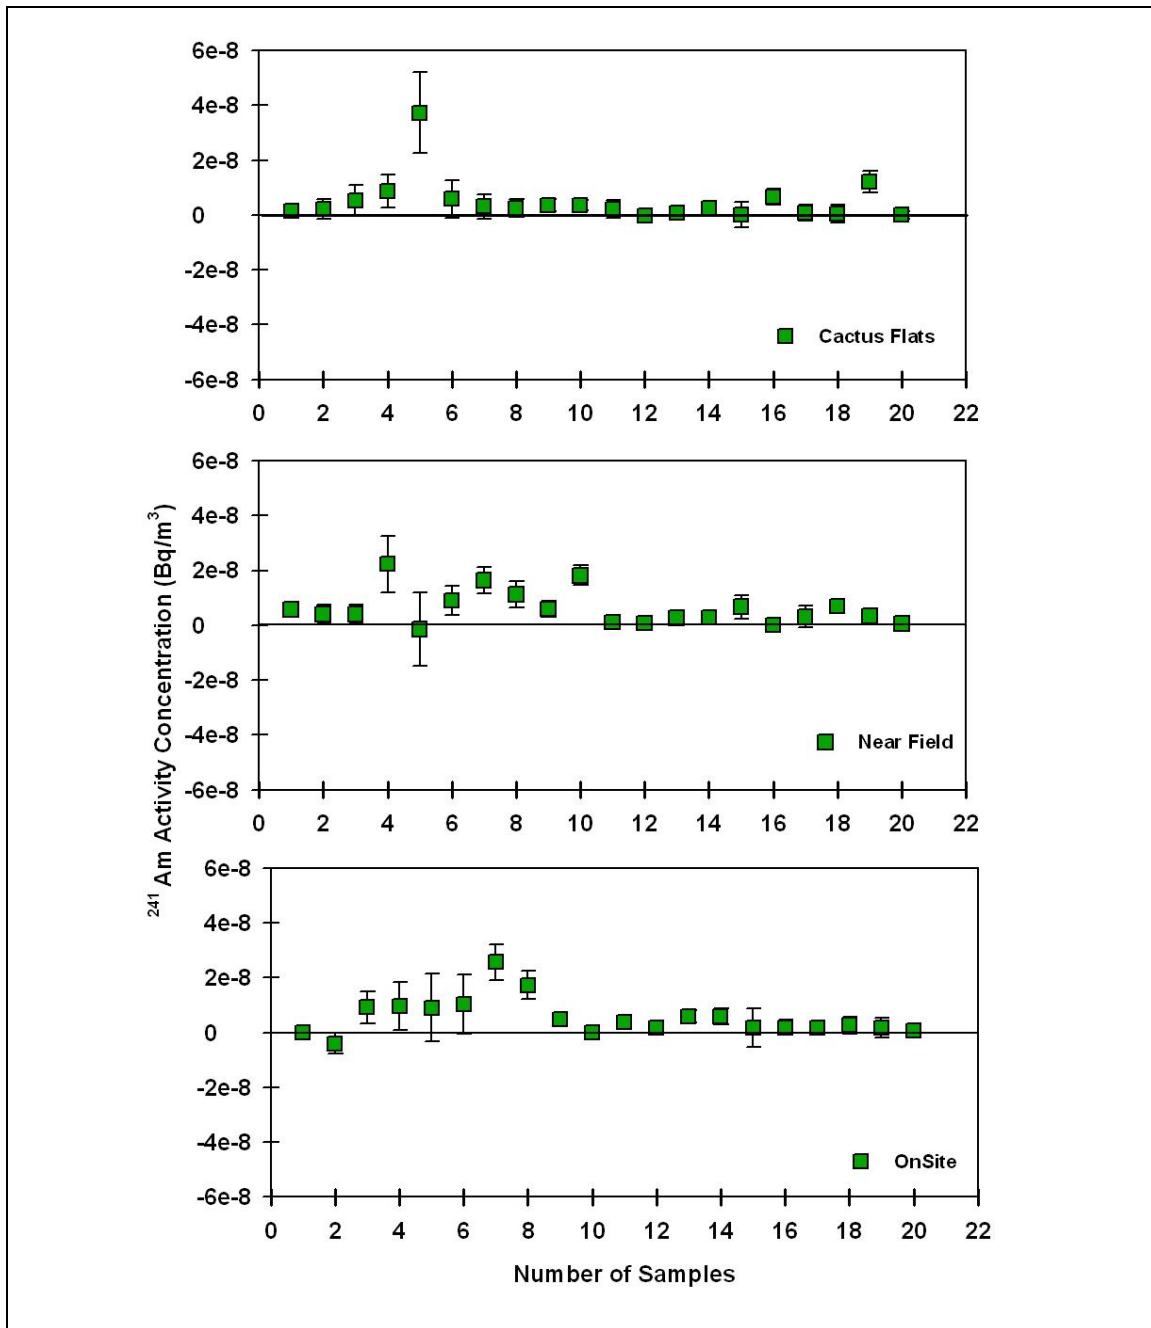 6e-8
4e-8
2e-8
0
-2e-8
-4e-8
-6e-8
Cactus Flats
0 2 4 6 8 10 12 14 16 18 20 22
6e-8
4e-8
2e-8
0
-2e-8
-4e-8
-6e-8
Near Field
0 2 4 6 8 10 12 14 16 18 20 22
241 Am Activity Concentration (Bq/m3)
6e-8
4e-8
2e-8
0
-2e-8
-4e-8
-6e-8
OnSite
0 2 4 6 8 10 12 14 16 18 20 22
Number of Samples